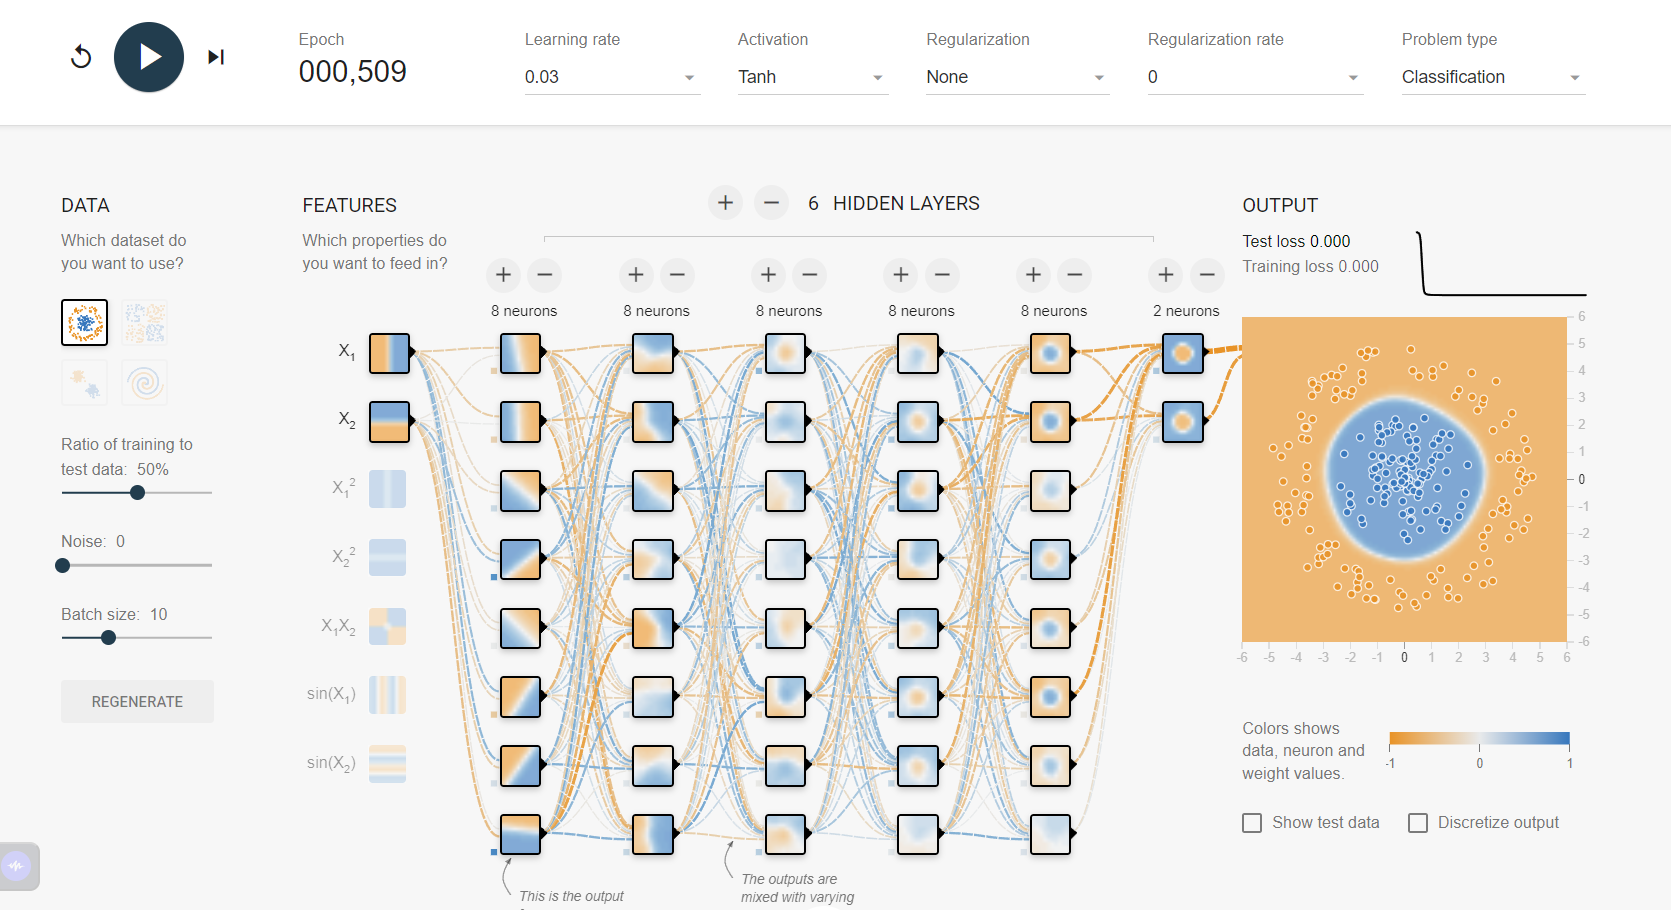 Epoch
000,509
Learning rate
0.03
Activation
Tanh
Regularization
None
Regularization rate
0
Problem type
Classification
DATA
Which dataset do
you want to use?
Ratio of training to
test data: 50%
Noise: 0
Batch size: 10
REGENERATE
FEATURES
Which properties do
you want to feed in?
X1
X2
X1²
X2²
X1X2
sin(X1)
sin(X2)
+ − 6 HIDDEN LAYERS
+ − + − + − + − + − + −
8 neurons 8 neurons 8 neurons 8 neurons 8 neurons 2 neurons
This is the output
The outputs are
mixed with varying
OUTPUT
Test loss 0.000
Training loss 0.000
6
5
4
3
2
1
0
-1
-2
-3
-4
-5
-6
-6 -5 -4 -3 -2 -1 0 1 2 3 4 5 6
Colors shows
data, neuron and
weight values.
-1 0 1
Show test data
Discretize output